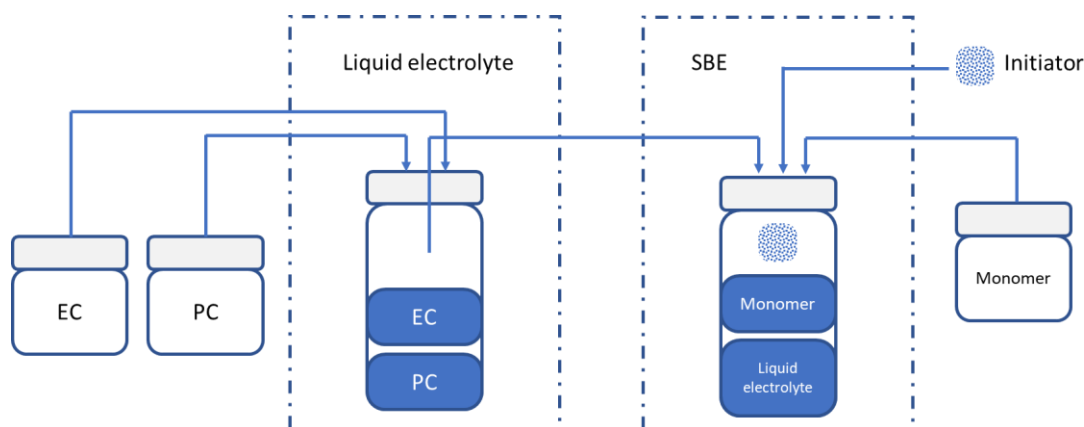 Liquid electrolyte
SBE
Initiator
EC
PC
EC
PC
Monomer
Liquid
electrolyte
Monomer